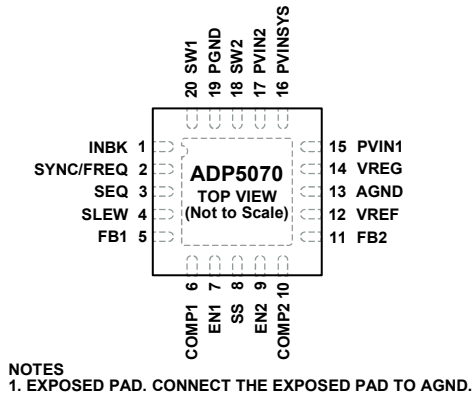 20 SW1
19 PGND
18 SW2
17 PVIN2
16 PVINSYS
INBK 1
SYNC/FREQ 2
SEQ 3
SLEW 4
FB1 5
ADP5070
TOP VIEW
(Not to Scale)
15 PVIN1
14 VREG
13 AGND
12 VREF
11 FB2
COMP1 6
EN1 7
SS 8
EN2 9
COMP2 10
NOTES
1. EXPOSED PAD. CONNECT THE EXPOSED PAD TO AGND.